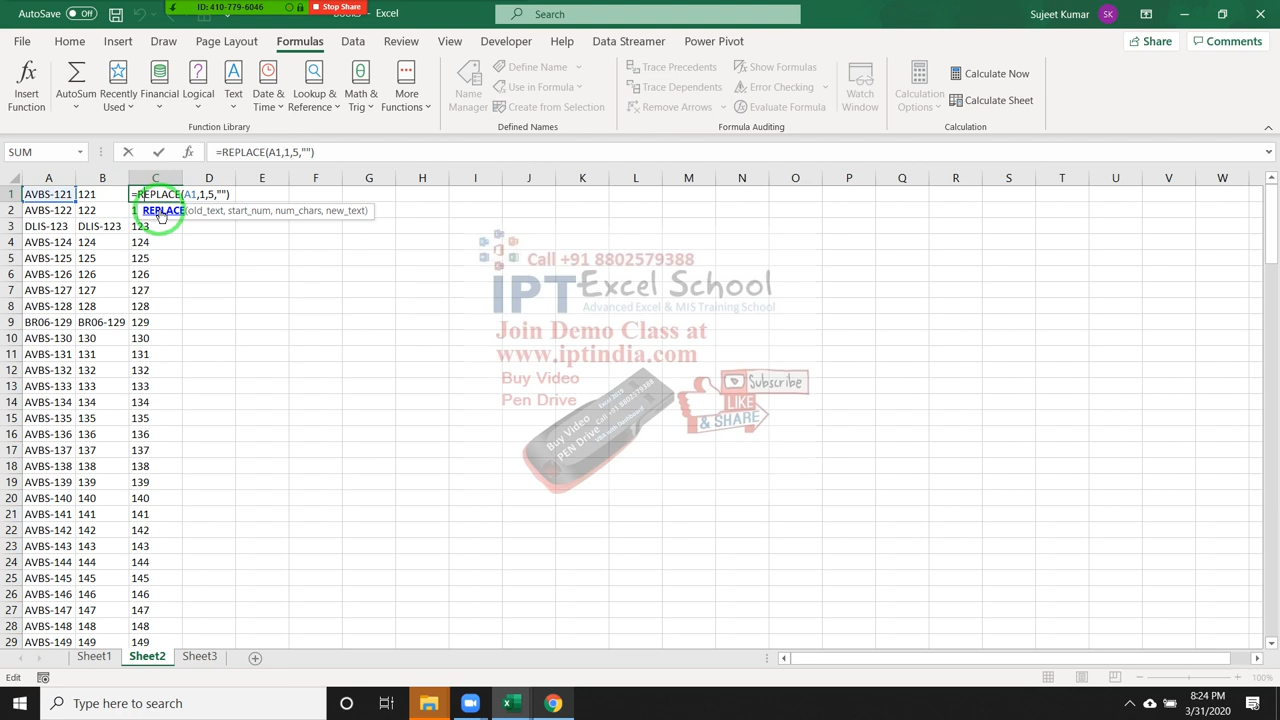 ID: 410-779-6046
Stop Share
AutoSave
Off
Excel
Search
Sujeet Kumar
SK
File
Home
Insert
Draw
Page Layout
Formulas
Data
Review
View
Developer
Help
Data Streamer
Power Pivot
Share
Comments
Insert Function
AutoSum
Recently Used
Financial
Logical
Text
Date & Time
Lookup & Reference
Math & Trig
More Functions
Function Library
Name Manager
Define Name
Use in Formula
Create from Selection
Defined Names
Trace Precedents
Trace Dependents
Remove Arrows
Show Formulas
Error Checking
Evaluate Formula
Formula Auditing
Watch Window
Calculation Options
Calculate Now
Calculate Sheet
Calculation
SUM
fx
=REPLACE(A1,1,5,"")
A B C D E F G H I J K L M N O P Q R S T U V W
1 AVBS-121 121 =REPLACE(A1,1,5,"")
2 AVBS-122 122 1 REPLACE(old_text, start_num, num_chars, new_text)
3 DLIS-123 DLIS-123 123
4 AVBS-124 124 124
5 AVBS-125 125 125
6 AVBS-126 126 126
7 AVBS-127 127 127
8 AVBS-128 128 128
9 BR06-129 BR06-129 129
10 AVBS-130 130 130
11 AVBS-131 131 131
12 AVBS-132 132 132
13 AVBS-133 133 133
14 AVBS-134 134 134
15 AVBS-135 135 135
16 AVBS-136 136 136
17 AVBS-137 137 137
18 AVBS-138 138 138
19 AVBS-139 139 139
20 AVBS-140 140 140
21 AVBS-141 141 141
22 AVBS-142 142 142
23 AVBS-143 143 143
24 AVBS-144 144 144
25 AVBS-145 145 145
26 AVBS-146 146 146
27 AVBS-147 147 147
28 AVBS-148 148 148
29 AVBS-149 149 149
Call +91 8802579388
IPT Excel School
Advanced Excel & MIS Training School
Join Demo Class at
www.iptindia.com
Buy Video
Pen Drive
Buy Video
PEN Drive
Call +91 8802579388
Subscribe
LIKE
& SHARE
Sheet1
Sheet2
Sheet3
Edit
100%
Type here to search
8:24 PM
3/31/2020